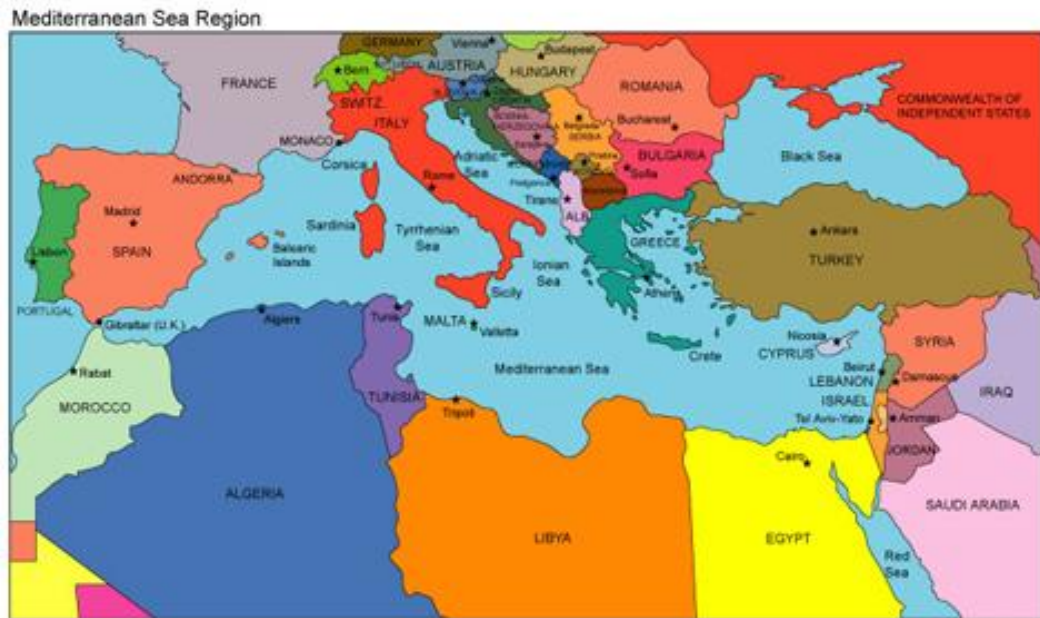 Mediterranean Sea Region
GERMANY
Vienna
Budapest
FRANCE
Bern
AUSTRIA
HUNGARY
SWITZ.
ROMANIA
COMMONWEALTH OF
INDEPENDENT STATES
ITALY
Belgrade
SERBIA
Bucharest
MONACO
Corsica
Adriatic
Sea
BULGARIA
Black Sea
ANDORRA
Rome
Sofia
Madrid
Tirane
ALB.
SPAIN
Sardinia
Tyrrhenian
Sea
Balearic
Islands
GREECE
Ankara
TURKEY
Lisbon
Ionian
Sea
Athens
PORTUGAL
Gibraltar (U.K.)
Algiers
Tunis
Sicily
MALTA
Valletta
Nicosia
CYPRUS
SYRIA
Crete
Rabat
Mediterranean Sea
Beirut
LEBANON
Damascus
IRAQ
MOROCCO
TUNISIA
Tripoli
ISRAEL
Tel Aviv-Yafo
Amman
JORDAN
Cairo
ALGERIA
LIBYA
EGYPT
SAUDI ARABIA
Red
Sea